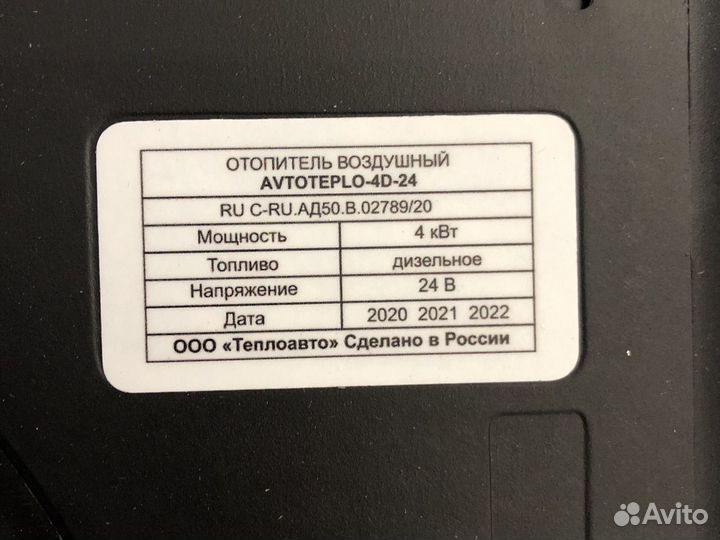 ОТОПИТЕЛЬ ВОЗДУШНЫЙ
AVTOTEPLO-4D-24
RU C-RU.АД50.В.02789/20
Мощность 4 кВт
Топливо дизельное
Напряжение 24 В
Дата 2020 2021 2022
ООО «Теплоавто» Сделано в России
Avito